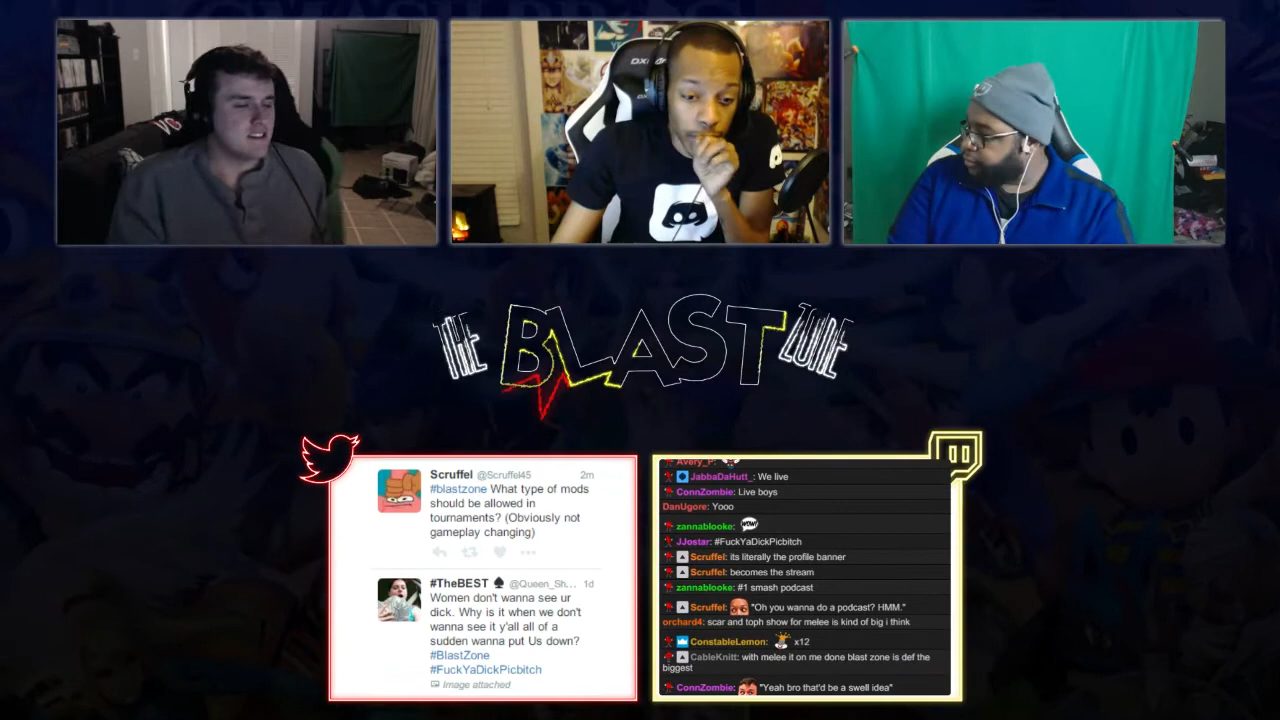 THE BLAST ZONE
Scruffel @Scruffel45 2m
#blastzone What type of mods
should be allowed in
tournaments? (Obviously not
gameplay changing)
#TheBEST ♠ @Queen_Sh... 1d
Women don't wanna see ur
dick. Why is it when we don't
wanna see it y'all all of a
sudden wanna put Us down?
#BlastZone
#FuckYaDickPicbitch
Image attached
Avery_P:
JabbaDaHutt_: We live
ConnZombie: Live boys
DanUgore: Yooo
zannablooke: WOW!
JJostar: #FuckYaDickPicbitch
Scruffel: its literally the profile banner
Scruffel: becomes the stream
zannablooke: #1 smash podcast
Scruffel: "Oh you wanna do a podcast? HMM."
orchard4: scar and toph show for melee is kind of big i think
ConstableLemon: x12
CableKnitt: with melee it on me done blast zone is def the
biggest
ConnZombie: "Yeah bro that'd be a swell idea"